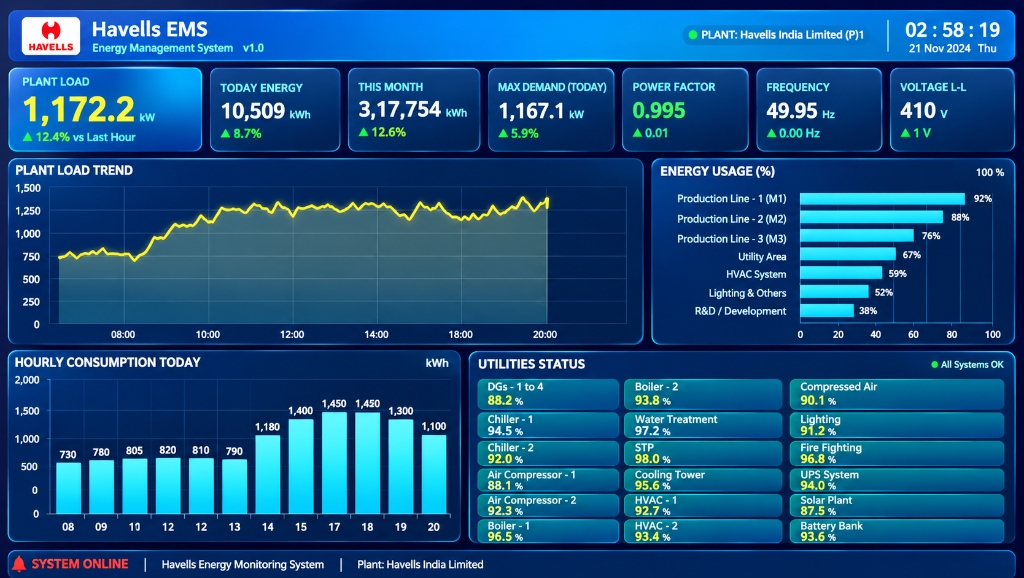 HAVELLS
Havells EMS
Energy Management System v1.0
PLANT: Havells India Limited (P)1
02 : 58 : 19
21 Nov 2024 Thu
PLANT LOAD
1,172.2 kW
▲ 12.4% vs Last Hour
TODAY ENERGY
10,509 kWh
▲ 8.7%
THIS MONTH
3,17,754 kWh
▲ 12.6%
MAX DEMAND (TODAY)
1,167.1 kW
▲ 5.9%
POWER FACTOR
0.995
▲ 0.01
FREQUENCY
49.95 Hz
▲ 0.00 Hz
VOLTAGE L-L
410 V
▲ 1 V
PLANT LOAD TREND
1,500
1,250
1,000
750
500
250
0
08:00 10:00 12:00 14:00 18:00 20:00
ENERGY USAGE (%) 100 %
Production Line - 1 (M1) 92%
Production Line - 2 (M2) 88%
Production Line - 3 (M3) 76%
Utility Area 67%
HVAC System 59%
Lighting & Others 52%
R&D / Development 38%
0 20 40 60 80 100
HOURLY CONSUMPTION TODAY kWh
2,000
1,500
1,000
500
0
730 780 805 820 810 790 1,180 1,400 1,450 1,450 1,300 1,100
08 09 10 12 12 13 14 15 17 18 19 20
UTILITIES STATUS All Systems OK
DGs - 1 to 4
88.2 %
Chiller - 1
94.5 %
Chiller - 2
92.0 %
Air Compressor - 1
88.1 %
Air Compressor - 2
92.3 %
Boiler - 1
96.5 %
Boiler - 2
93.8 %
Water Treatment
97.2 %
STP
98.0 %
Cooling Tower
95.6 %
HVAC - 1
92.7 %
HVAC - 2
93.4 %
Compressed Air
90.1 %
Lighting
91.2 %
Fire Fighting
96.8 %
UPS System
94.0 %
Solar Plant
87.5 %
Battery Bank
93.6 %
SYSTEM ONLINE | Havells Energy Monitoring System | Plant: Havells India Limited